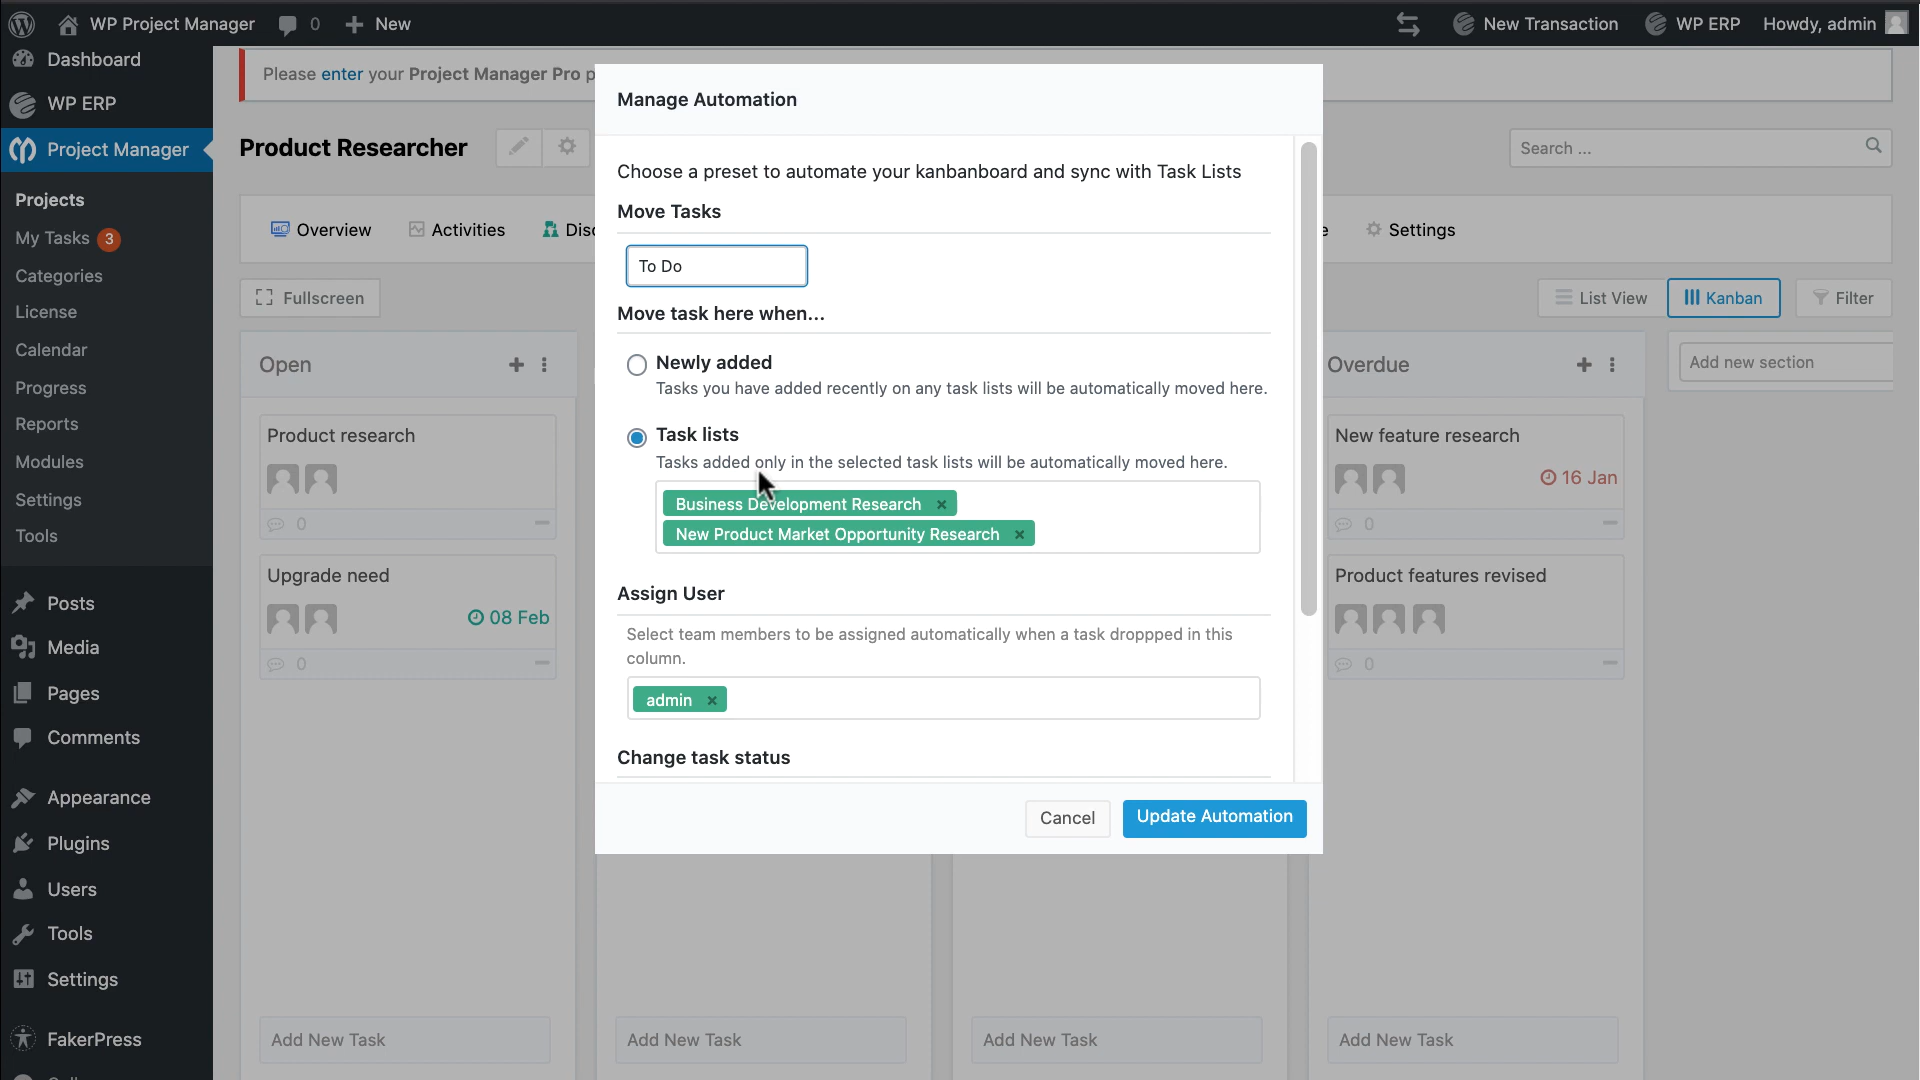 WP Project Manager
0
New
New Transaction
WP ERP
Howdy, admin
Dashboard
WP ERP
Project Manager
Projects
My Tasks 3
Categories
License
Calendar
Progress
Reports
Settings
Modules
Tools
Posts
Media
Pages
Comments
Appearance
Plugins
Users
Tools
Settings
FakerPress
Please enter your Project Manager Pro p
Product Researcher
Search ...
Overview
Activities
Disc
e
Settings
Fullscreen
List View
Kanban
Filter
Open
Product research
0
Upgrade need
08 Feb
0
Add New Task
Manage Automation
Choose a preset to automate your kanbanboard and sync with Task Lists
Move Tasks
To Do
Move task here when...
Newly added
Tasks you have added recently on any task lists will be automatically moved here.
Task lists
Tasks added only in the selected task lists will be automatically moved here.
Business Development Research ×
New Product Market Opportunity Research ×
Assign User
Select team members to be assigned automatically when a task droppped in this
column.
admin ×
Change task status
Cancel
Update Automation
Add New Task
Add New Task
Overdue
New feature research
16 Jan
0
Product features revised
0
Add New Task
Add new section